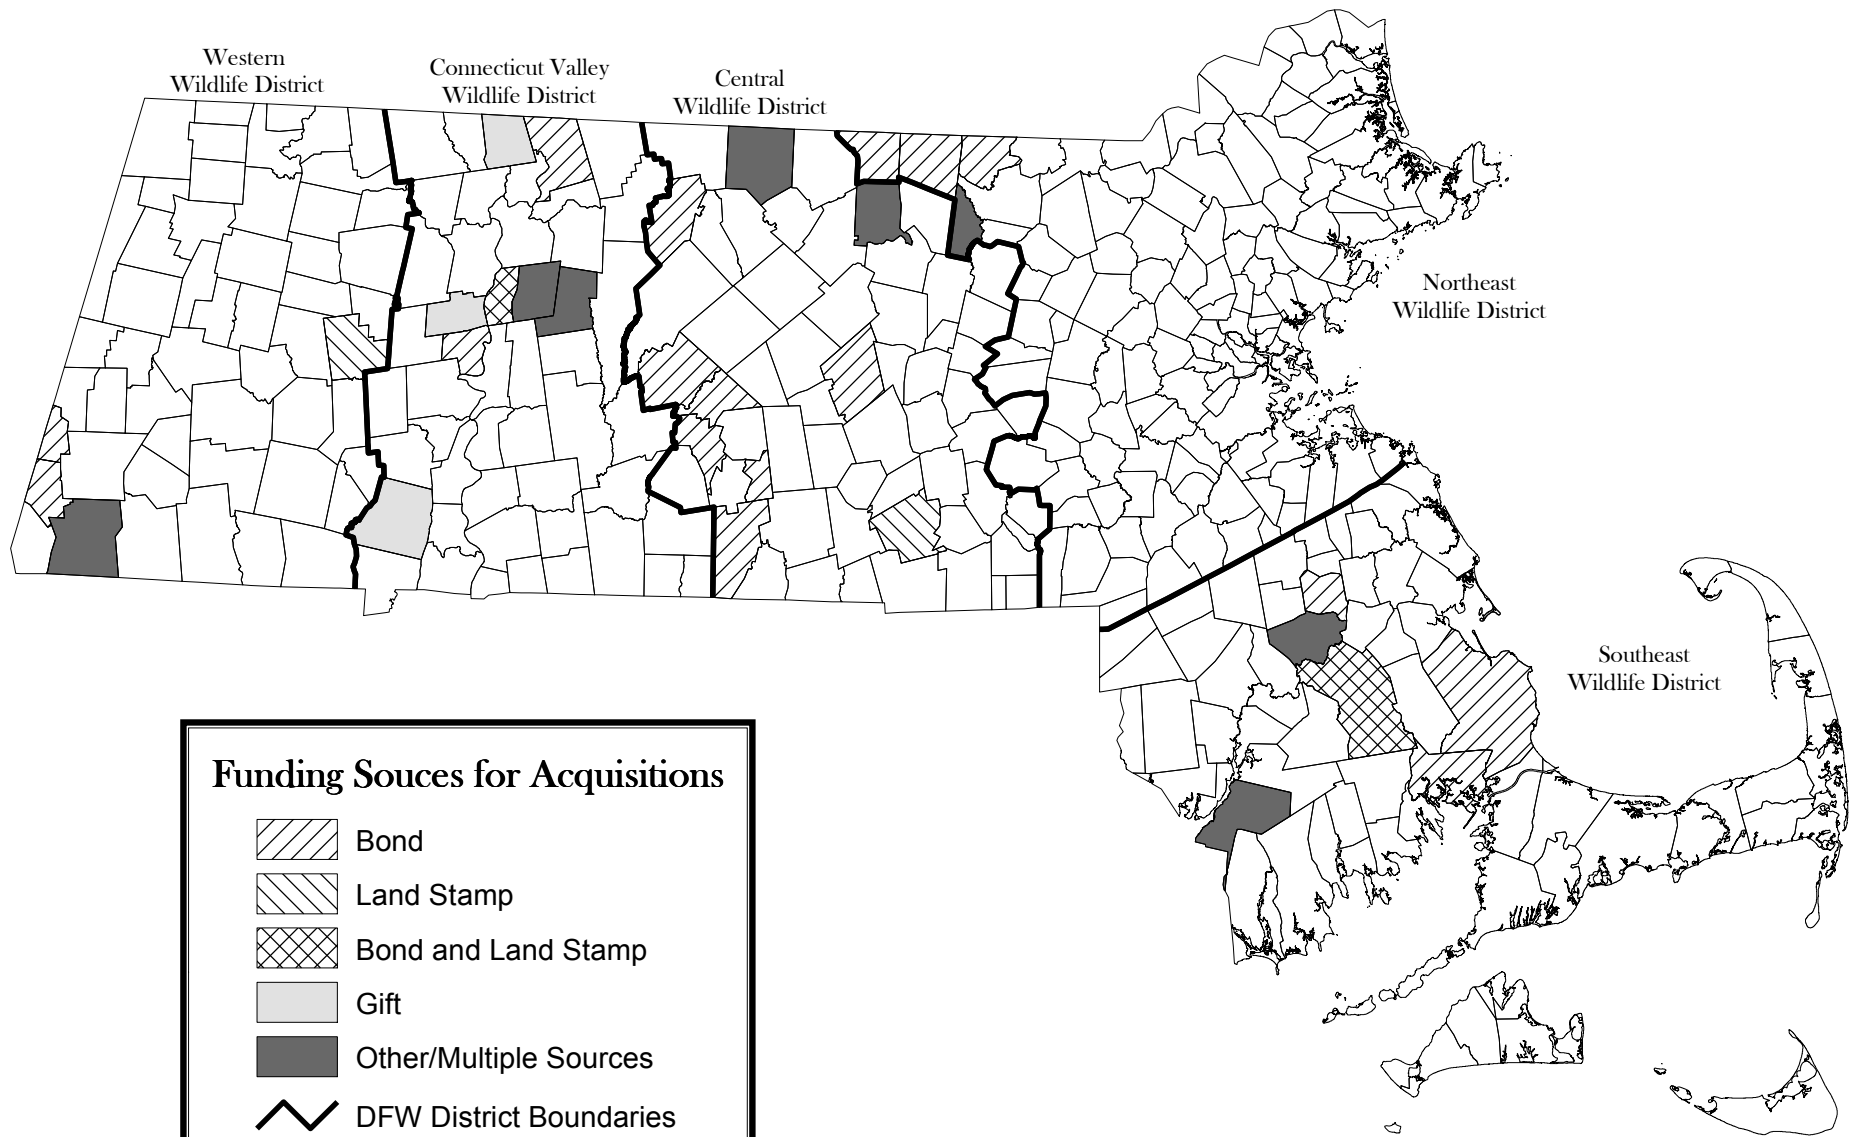 Western
Wildlife District
Connecticut Valley
Wildlife District
Central
Wildlife District
Northeast
Wildlife District
Southeast
Wildlife District
Funding Souces for Acquisitions
Bond
Land Stamp
Bond and Land Stamp
Gift
Other/Multiple Sources
DFW District Boundaries